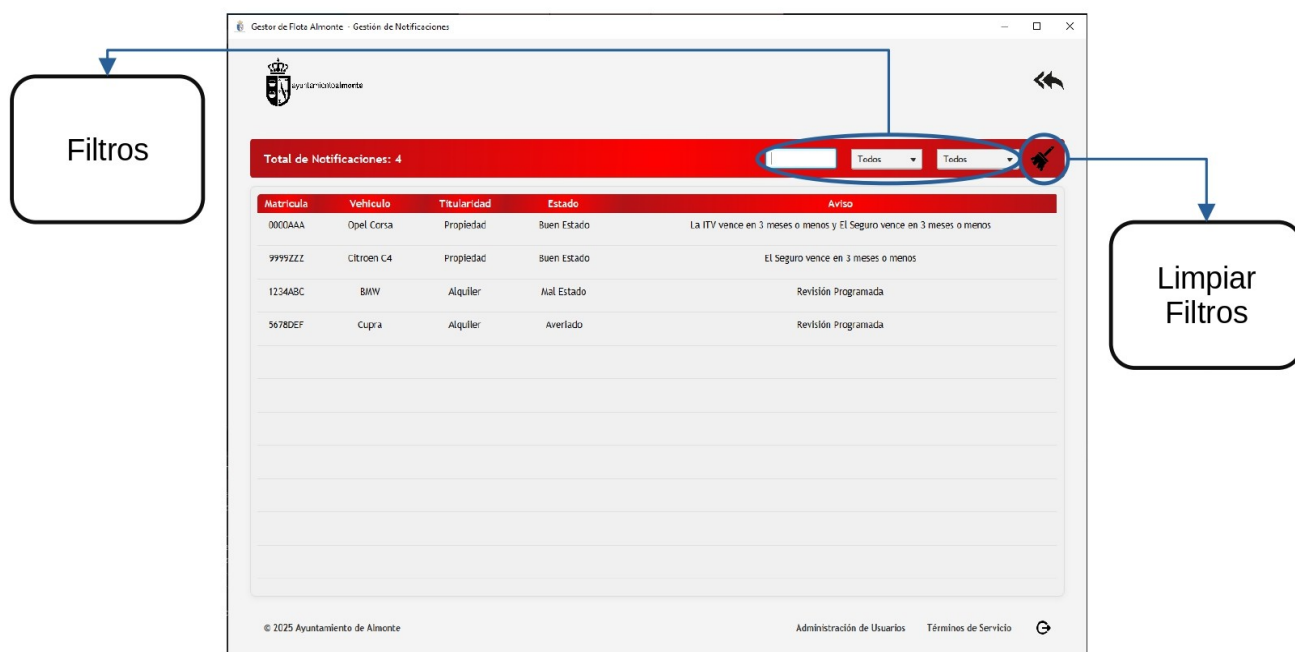 Gestor de Flota Almonte - Gestión de Notificaciones
ayuntamientoalmonte
Filtros
Total de Notificaciones: 4
Todos
Todos
Matricula Vehiculo Titularidad Estado Aviso
0000AAA Opel Corsa Propiedad Buen Estado La ITV vence en 3 meses o menos y El Seguro vence en 3 meses o menos
9999ZZZ Citroen C4 Propiedad Buen Estado El Seguro vence en 3 meses o menos
1234ABC BMW Alquiler Mal Estado Revisión Programada
5678DEF Cupra Alquiler Averiado Revisión Programada
Limpiar
Filtros
© 2025 Ayuntamiento de Almonte Administración de Usuarios Términos de Servicio